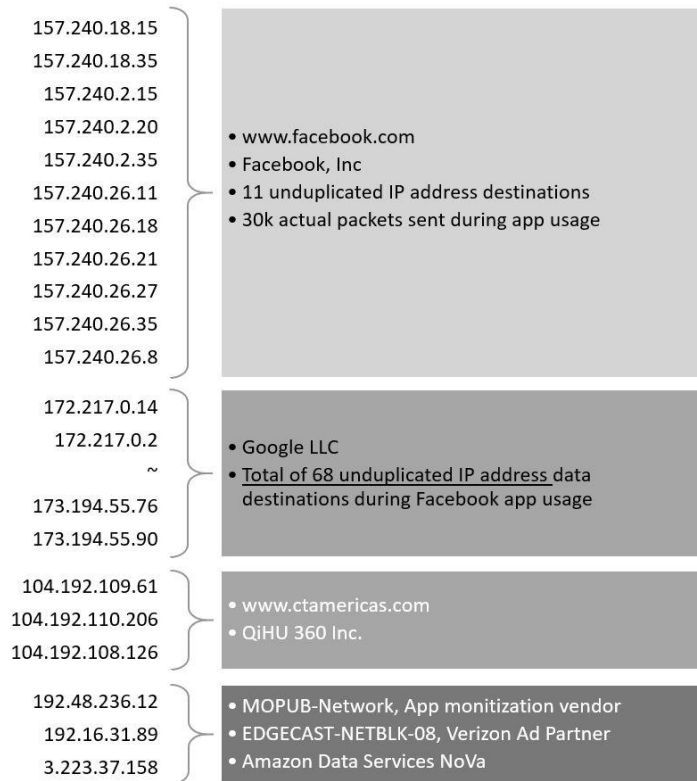 157.240.18.15
157.240.18.35
157.240.2.15
157.240.2.20
157.240.2.35
157.240.26.11
157.240.26.18
157.240.26.21
157.240.26.27
157.240.26.35
157.240.26.8
• www.facebook.com
• Facebook, Inc
• 11 unduplicated IP address destinations
• 30k actual packets sent during app usage
172.217.0.14
172.217.0.2
~
173.194.55.76
173.194.55.90
• Google LLC
• Total of 68 unduplicated IP address data
destinations during Facebook app usage
104.192.109.61
104.192.110.206
104.192.108.126
• www.ctamericas.com
• QiHU 360 Inc.
192.48.236.12
192.16.31.89
3.223.37.158
• MOPUB-Network, App monitization vendor
• EDGECAST-NETBLK-08, Verizon Ad Partner
• Amazon Data Services NoVa